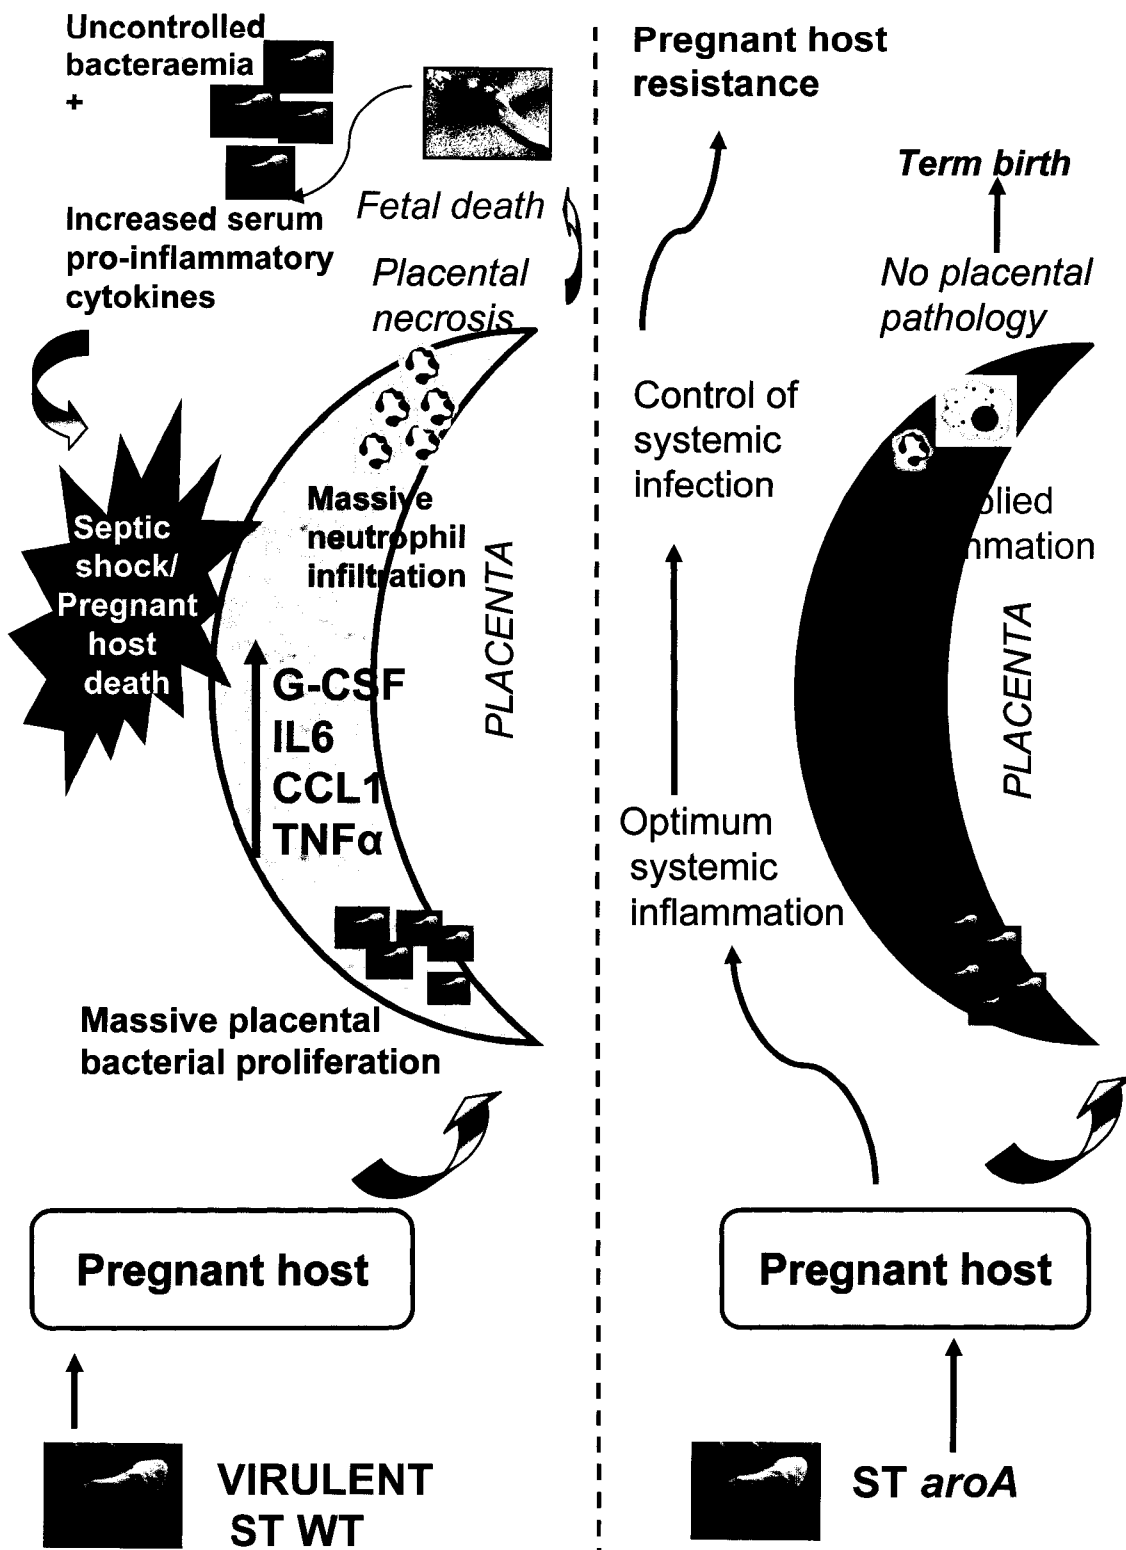 Uncontrolled
bacteraemia
+
Increased serum
pro-inflammatory
cytokines
Fetal death
Placental
necrosis
Septic
shock/
Pregnant
host
death
Massive
neutrophil
infiltration
PLACENTA
G-CSF
IL6
CCL1
TNFα
Massive placental
bacterial proliferation
Pregnant host
VIRULENT
ST WT
Pregnant host
resistance
Term birth
No placental
pathology
Control of
systemic
infection
PLACENTA
Optimum
systemic
inflammation
Pregnant host
ST aroA